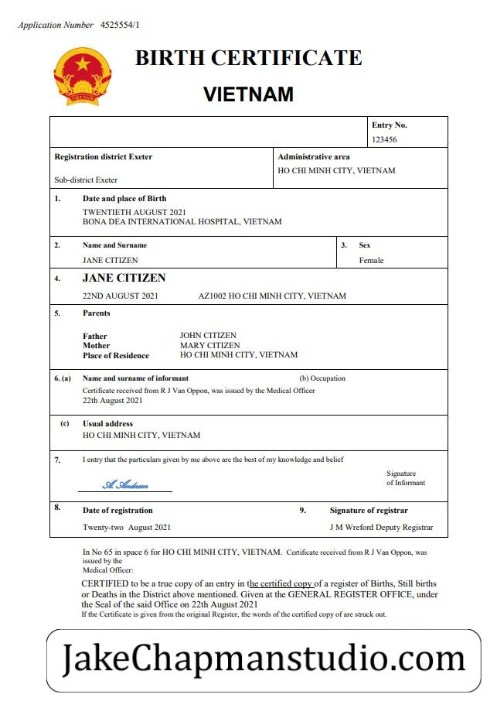 Application Number 4525554/1
BIRTH CERTIFICATE
VIETNAM
Entry No.
123456
Registration district Exeter
Administrative area
HO CHI MINH CITY, VIETNAM
Sub-district Exeter
1. Date and place of Birth
TWENTIETH AUGUST 2021
BONA DEA INTERNATIONAL HOSPITAL, VIETNAM
2. Name and Surname
3. Sex
JANE CITIZEN
Female
4. JANE CITIZEN
22ND AUGUST 2021 AZ1002 HO CHI MINH CITY, VIETNAM
5. Parents
Father JOHN CITIZEN
Mother MARY CITIZEN
Place of Residence HO CHI MINH CITY, VIETNAM
6. (a) Name and surname of informant (b) Occupation
Certificate received from R J Van Oppon, was issued by the Medical Officer
22th August 2021
(c) Usual address
HO CHI MINH CITY, VIETNAM
7. I entry that the particulars given by me above are the best of my knowledge and belief
Signature
of Informant
8. Date of registration 9. Signature of registrar
Twenty-two August 2021 J M Wreford Deputy Registrar
In No 65 in space 6 for HO CHI MINH CITY, VIETNAM. Certificate received from R J Van Oppon, was
issued by the
Medical Officer:
CERTIFIED to be a true copy of an entry in the certified copy of a register of Births, Still births
or Deaths in the District above mentioned. Given at the GENERAL REGISTER OFFICE, under
the Seal of the said Office on 22th August 2021
If the Certificate is given from the original Register, the words of the certified copy of are struck out.
JakeChapmanstudio.com